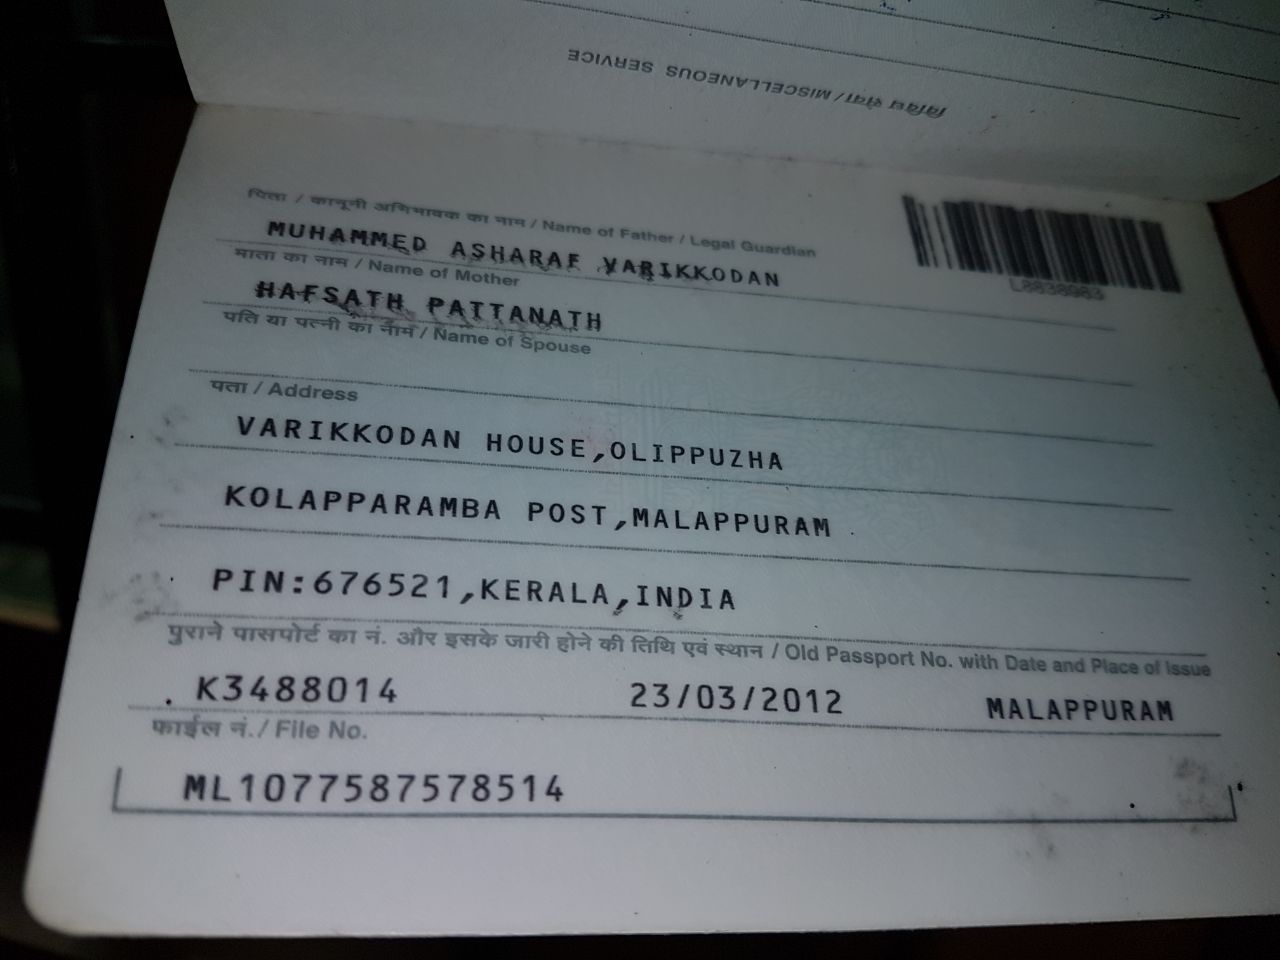 विविध सेवा / MISCELLANEOUS SERVICE
पिता / कानूनी अभिभावक का नाम / Name of Father / Legal Guardian
MUHAMMED ASHARAF VARIKKODAN
L8838983
माता का नाम / Name of Mother
HAFSATH PATTANATH
पति या पत्नी का नाम / Name of Spouse
पता / Address
VARIKKODAN HOUSE,OLIPPUZHA
KOLAPPARAMBA POST,MALAPPURAM
PIN:676521,KERALA,INDIA
पुराने पासपोर्ट का नं. और इसके जारी होने की तिथि एवं स्थान / Old Passport No. with Date and Place of Issue
K3488014 23/03/2012 MALAPPURAM
फाईल नं./ File No.
ML1077587578514